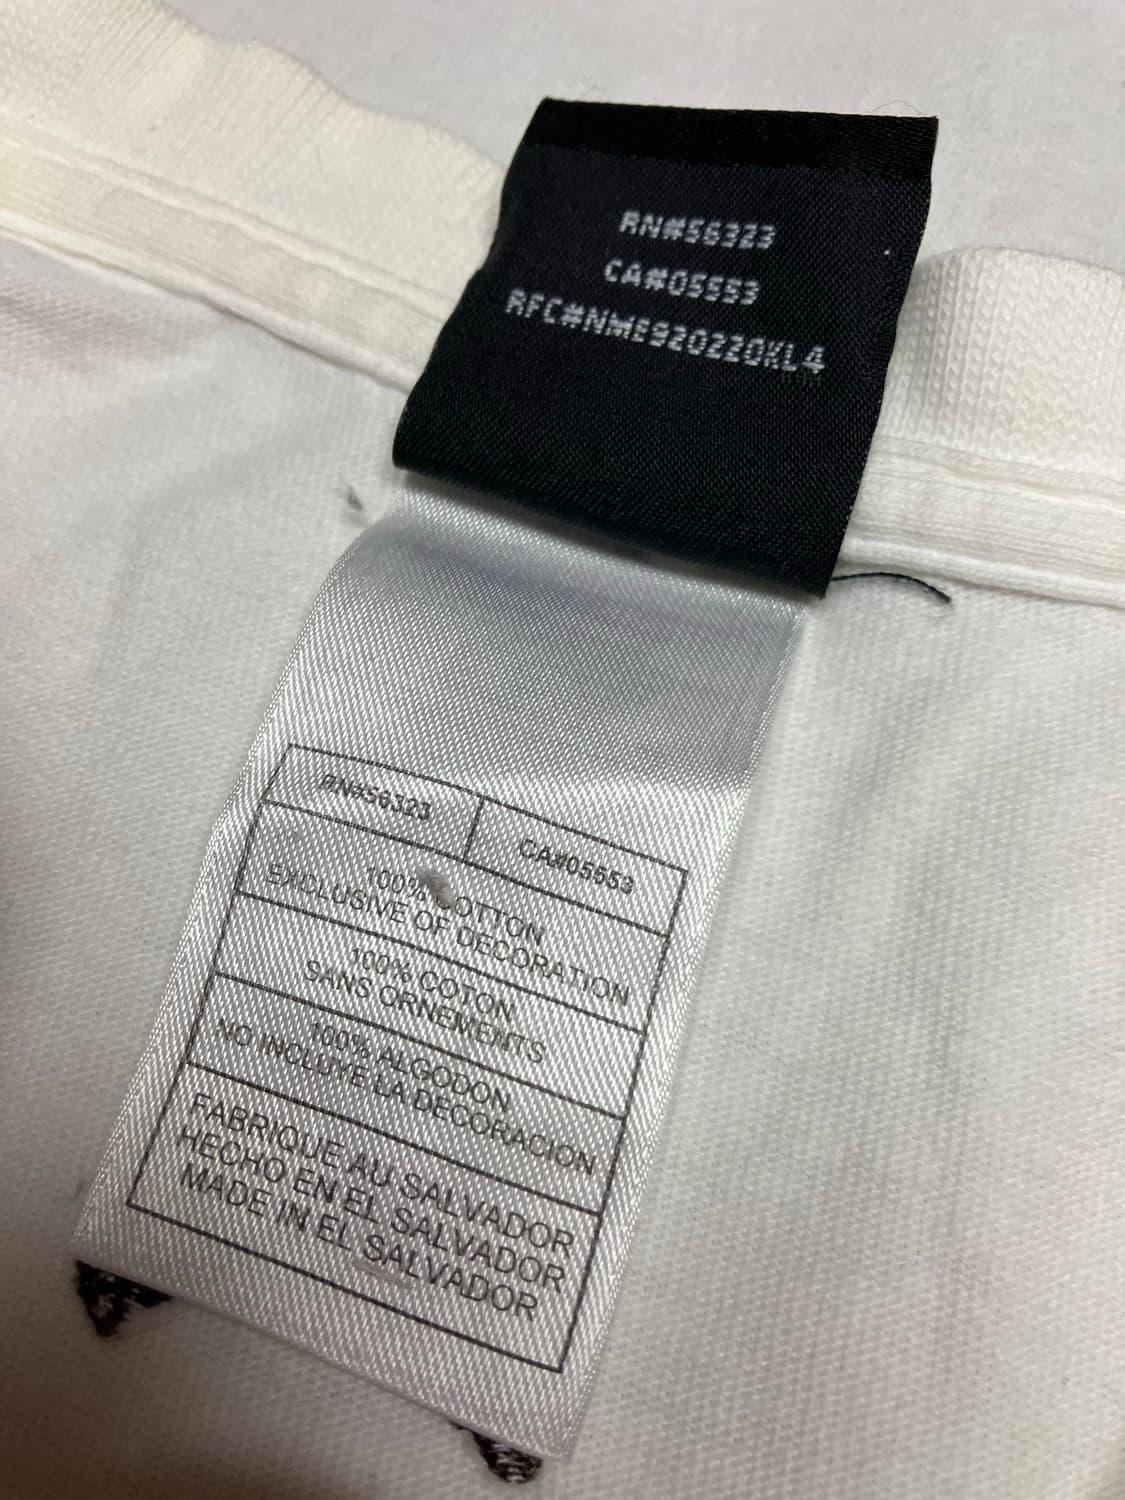 RN#56323
CA#05553
RFC#NME920220KL4
RN#56323
CA#05553
100% COTTON
EXCLUSIVE OF DECORATION
100% COTON
SANS ORNEMENTS
100% ALGODON
NO INCLUYE LA DECORACION
FABRIQUE AU SALVADOR
HECHO EN EL SALVADOR
MADE IN EL SALVADOR